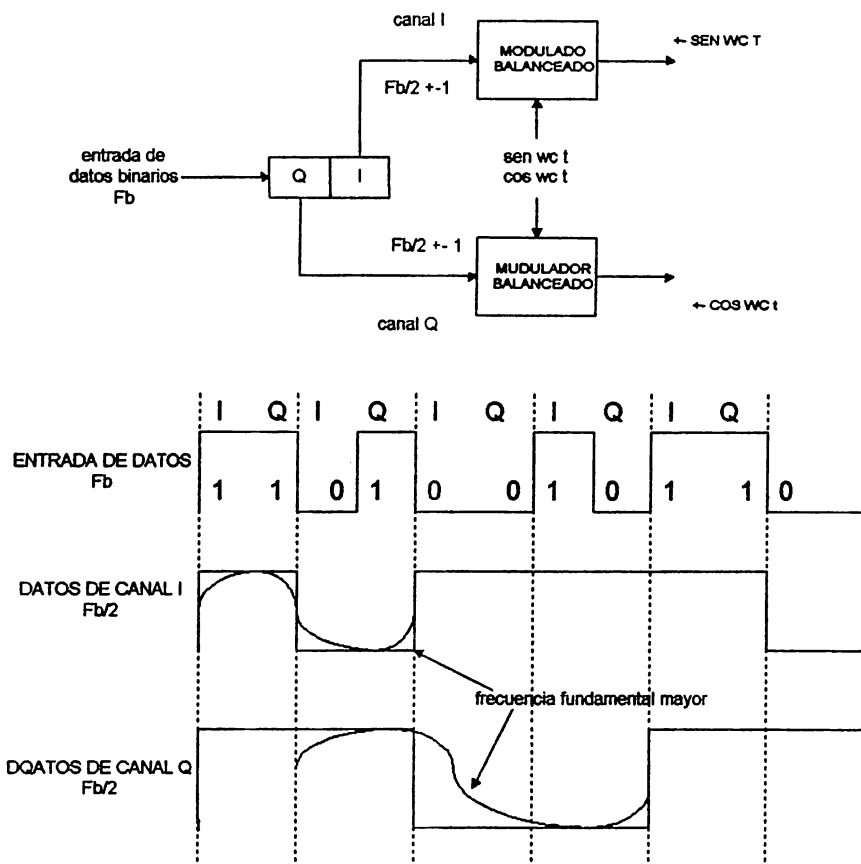 canal I
MODULADO
BALANCEADO
← SEN WC T
Fb/2 +-1
entrada de
datos binarios
Fb
Q I
sen wc t
cos wc t
Fb/2 +- 1
MUDULADOR
BALANCEADO
← COS WC t
canal Q
I Q I Q I Q I Q I Q
ENTRADA DE DATOS
Fb
1 1 0 1 0 0 1 0 1 1 0
DATOS DE CANAL I
Fb/2
frecuencia fundamental mayor
DQATOS DE CANAL Q
Fb/2